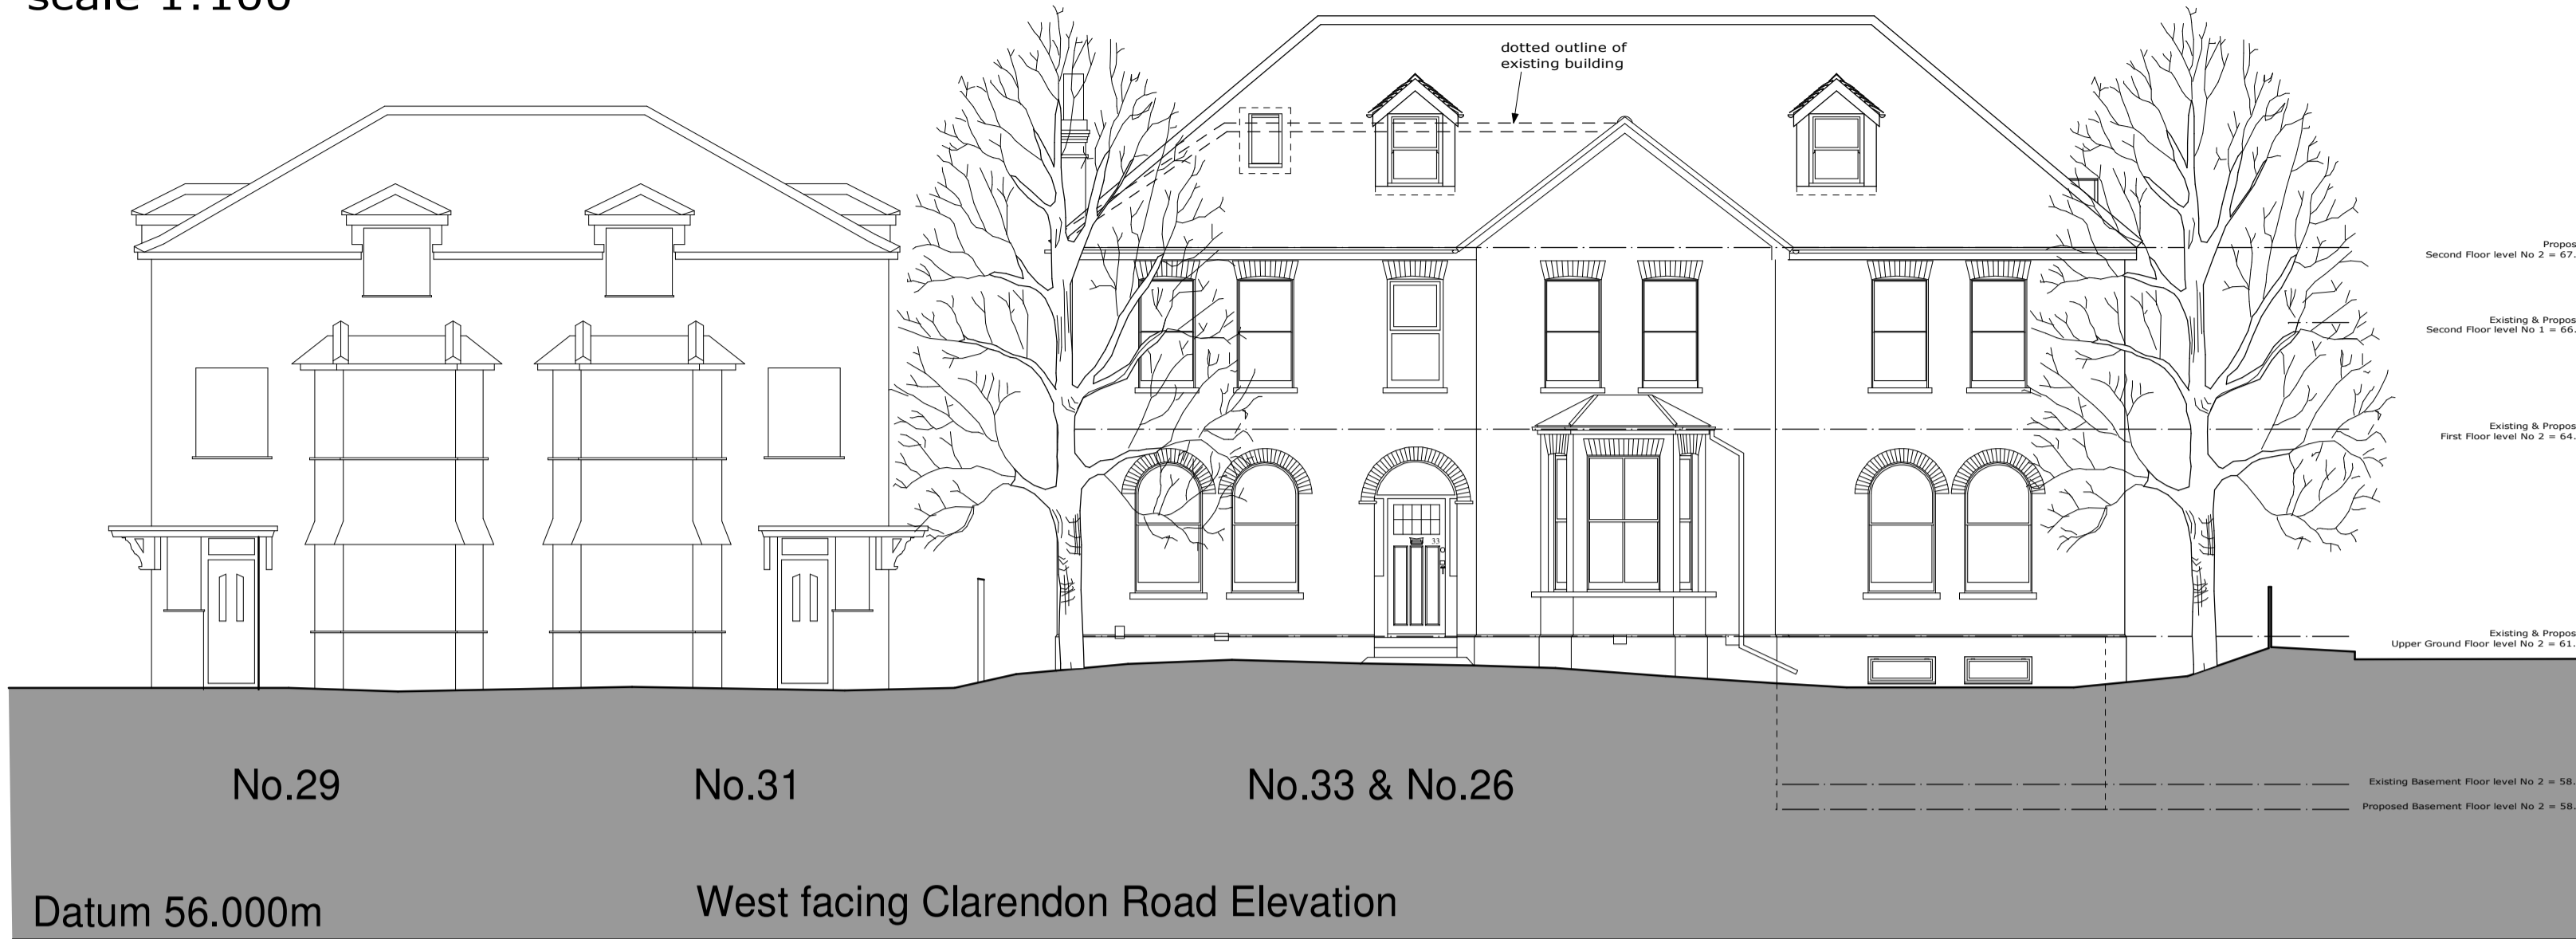 scale 1:100
dotted outline of
existing building
Propos
Second Floor level No 2 = 67.
Existing & Propos
Second Floor level No 1 = 66.
Existing & Propos
First Floor level No 2 = 64.
33
Existing & Propos
Upper Ground Floor level No 2 = 61.
Existing Basement Floor level No 2 = 58.
Proposed Basement Floor level No 2 = 58.
No.29
No.31
No.33 & No.26
Datum 56.000m
West facing Clarendon Road Elevation